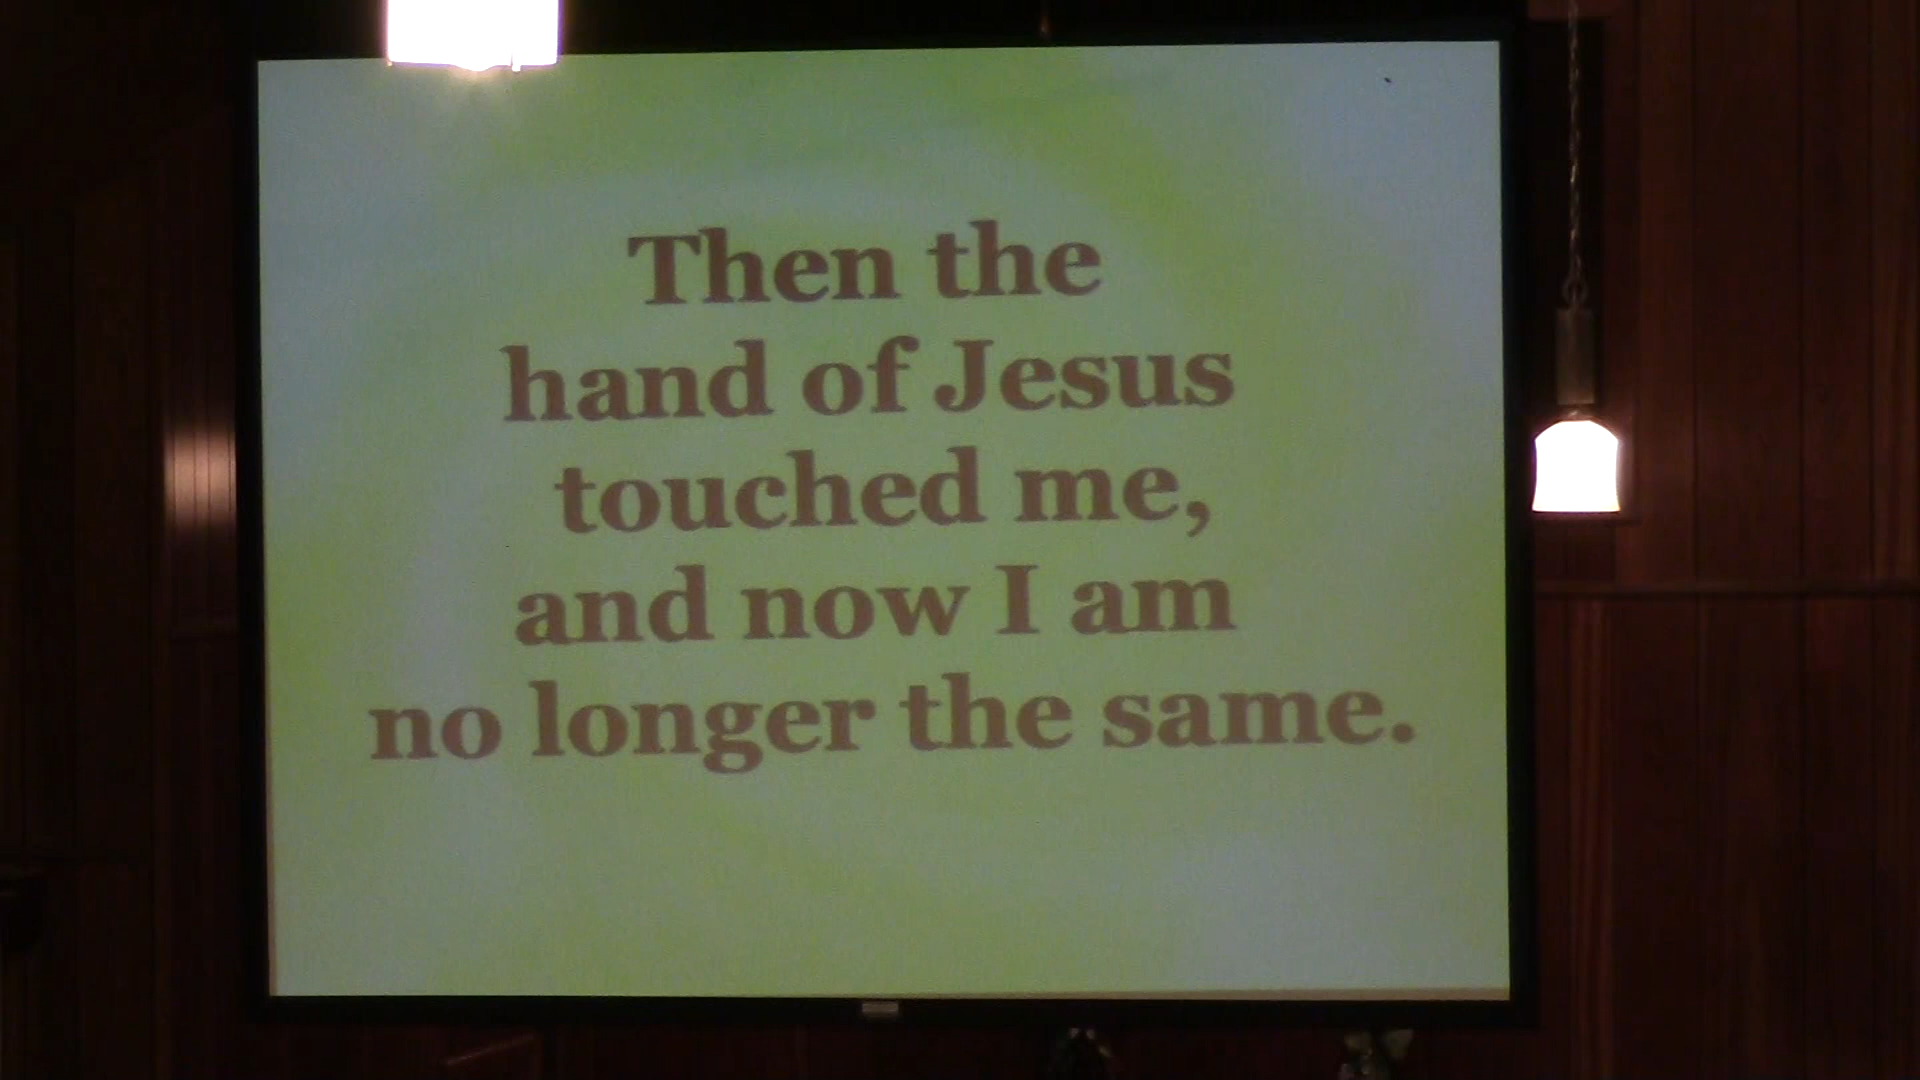 Then the
hand of Jesus
touched me,
and now I am
no longer the same.